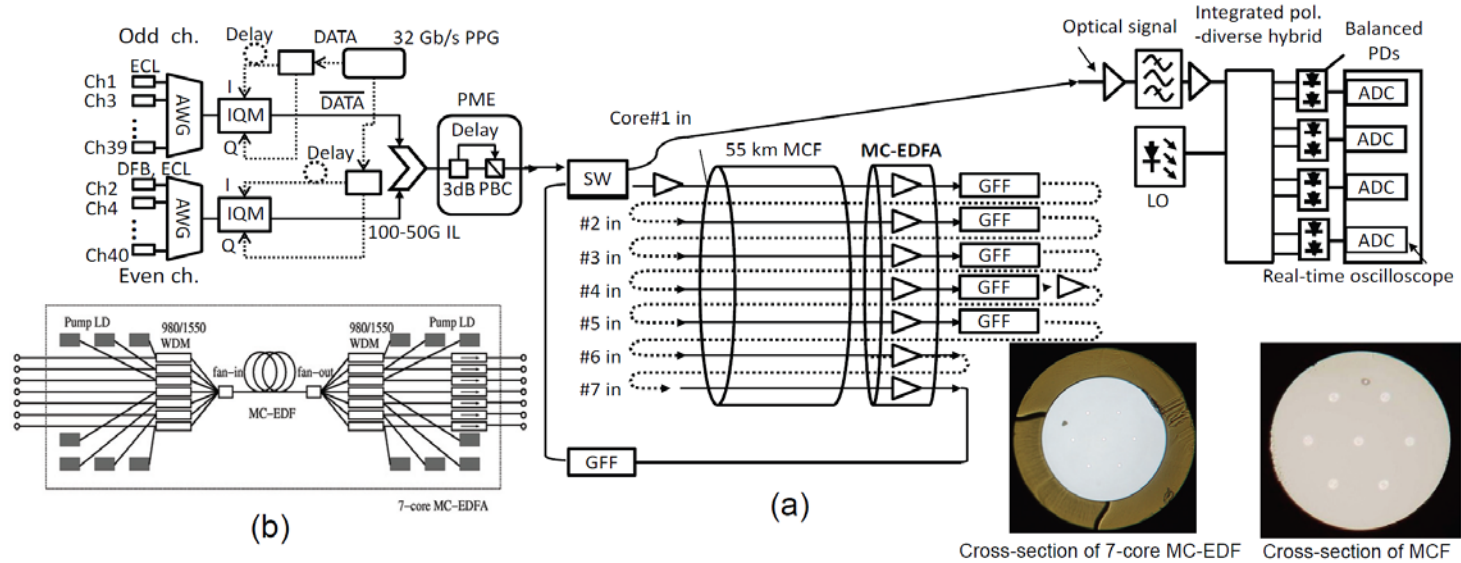 Odd ch.
Delay
DATA
32 Gb/s PPG
ECL
Ch1
Ch3
Ch39
AWG
I
IQM
Q
DATA
Delay
DFB, ECL
Ch2
Ch4
Ch40
AWG
I
IQM
Q
Even ch.
100-50G IL
PME
Delay
3dB PBC
SW
Core#1 in
55 km MCF
MC-EDFA
GFF
#2 in
GFF
#3 in
GFF
#4 in
GFF
#5 in
GFF
#6 in
#7 in
GFF
(a)
Optical signal
Integrated pol.
-diverse hybrid
Balanced
PDs
LO
ADC
ADC
ADC
ADC
Real-time oscilloscope
Pump LD
980/1550
WDM
fan-in
MC-EDF
fan-out
980/1550
WDM
Pump LD
7-core MC-EDFA
(b)
Cross-section of 7-core MC-EDF
Cross-section of MCF